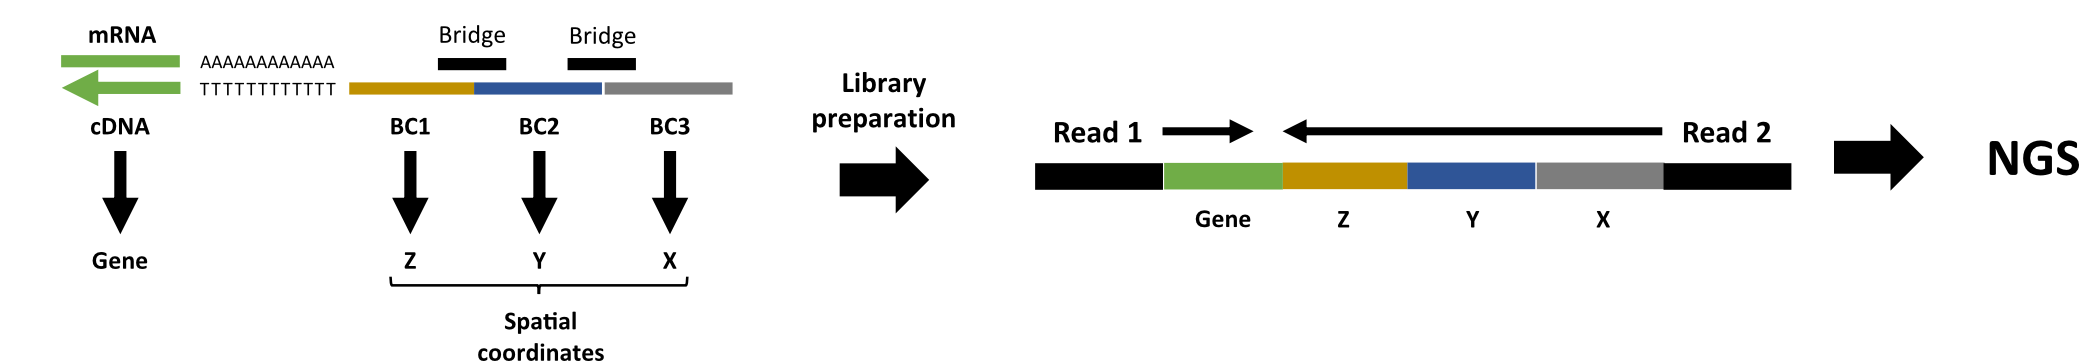 mRNA
AAAAAAAAAAAA
TTTTTTTTTTTT
cDNA
Gene
Bridge
Bridge
BC1
BC2
BC3
Z
Y
X
Spatial
coordinates
Library
preparation
Read 1
Read 2
Gene
Z
Y
X
NGS